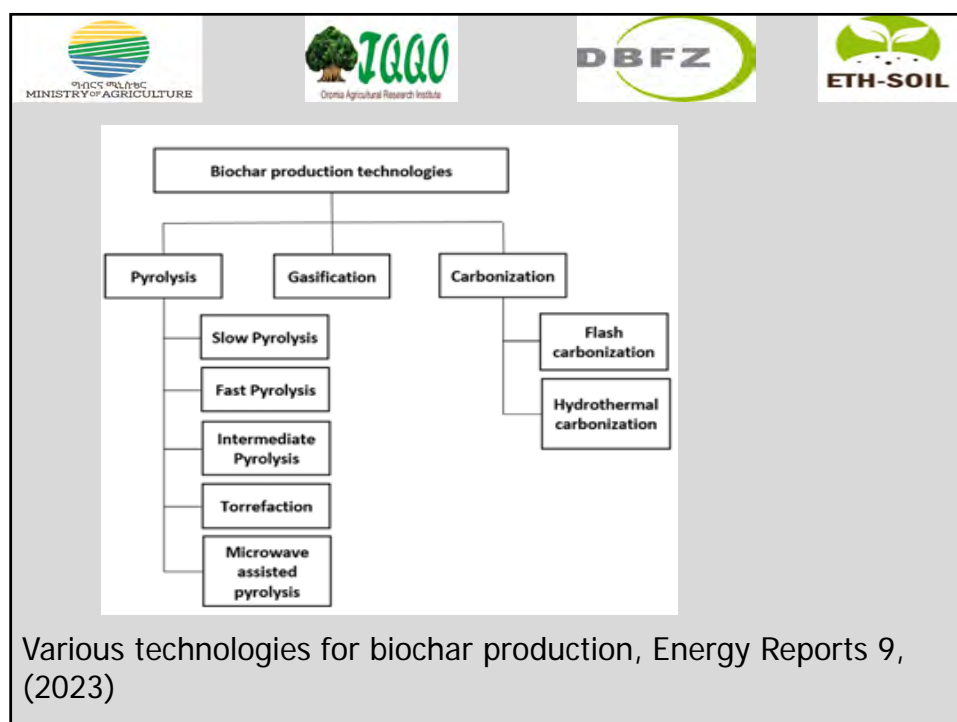 ግብርና ሚኒስቴር
MINISTRY OF AGRICULTURE
IQQO
Oromia Agricultural Research Institute
DBFZ
ETH-SOIL
Biochar production technologies
Pyrolysis
Gasification
Carbonization
Slow Pyrolysis
Fast Pyrolysis
Intermediate
Pyrolysis
Torrefaction
Microwave
assisted
pyrolysis
Flash
carbonization
Hydrothermal
carbonization
Various technologies for biochar production, Energy Reports 9,
(2023)